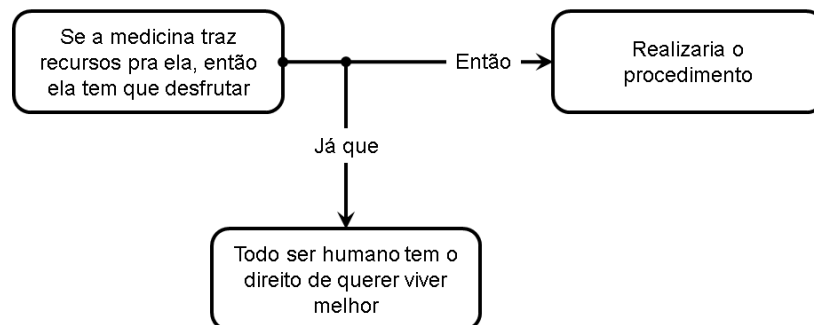 Se a medicina traz
recursos pra ela, então
ela tem que desfrutar
Então
Realizaria o
procedimento
Já que
Todo ser humano tem o
direito de querer viver
melhor